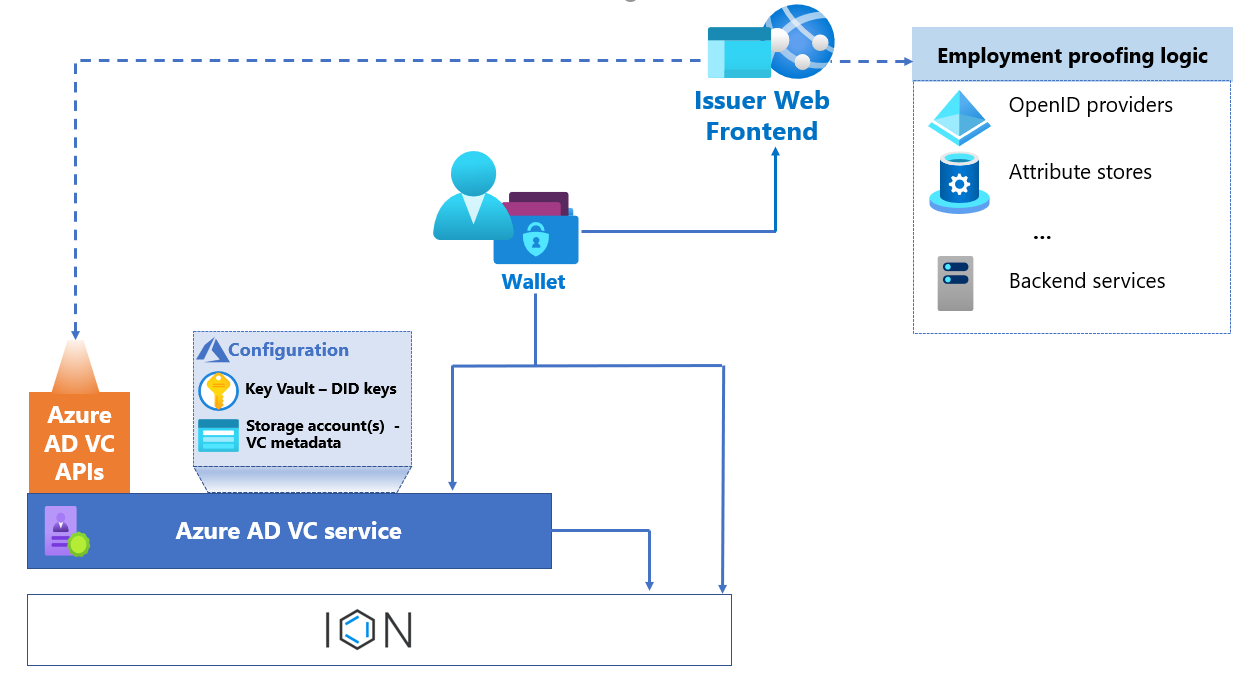 Issuer Web
Frontend
Employment proofing logic
OpenID providers
Attribute stores
...
Backend services
Wallet
Configuration
Key Vault – DID keys
Storage account(s)  -
VC metadata
Azure
AD VC
APIs
Azure AD VC service
ION